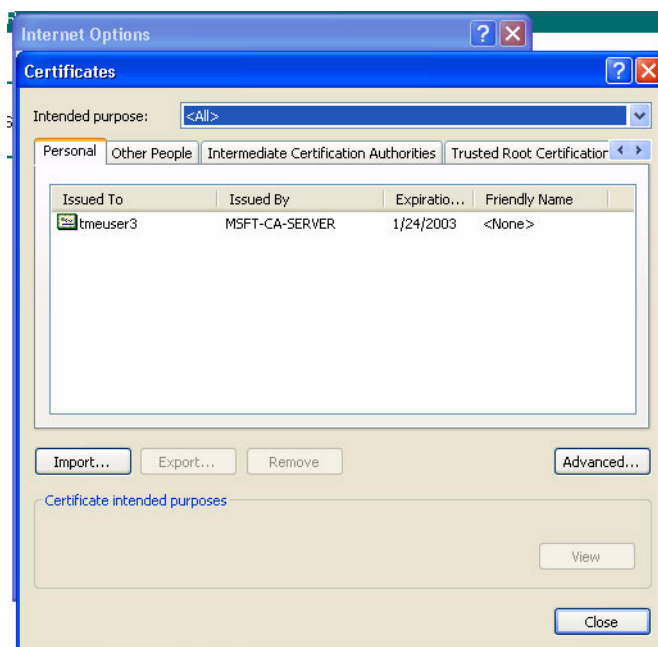 Internet Options
Certificates
Intended purpose: <All>
Personal Other People Intermediate Certification Authorities Trusted Root Certification
Issued To Issued By Expiratio... Friendly Name
tmeuser3 MSFT-CA-SERVER 1/24/2003 <None>
Import... Export... Remove Advanced...
Certificate intended purposes
View
Close